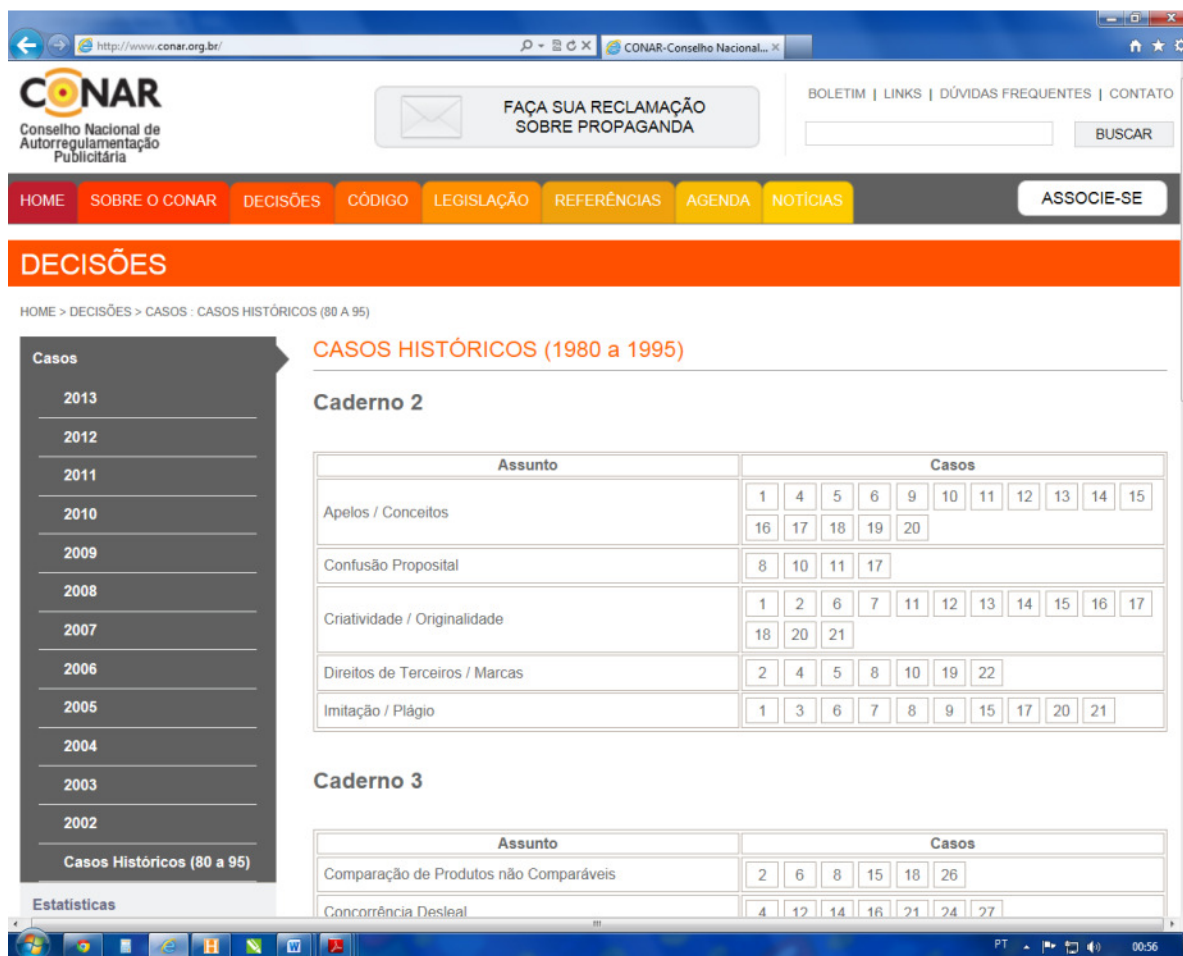 http://www.conar.org.br/
CONAR-Conselho Nacional...
CONAR
Conselho Nacional de
Autorregulamentação
Publicitária
FAÇA SUA RECLAMAÇÃO
SOBRE PROPAGANDA
BOLETIM | LINKS | DÚVIDAS FREQUENTES | CONTATO
BUSCAR
HOME SOBRE O CONAR DECISÕES CÓDIGO LEGISLAÇÃO REFERÊNCIAS AGENDA NOTÍCIAS ASSOCIE-SE
DECISÕES
HOME > DECISÕES > CASOS : CASOS HISTÓRICOS (80 A 95)
Casos
2013
2012
2011
2010
2009
2008
2007
2006
2005
2004
2003
2002
Casos Históricos (80 a 95)
Estatisticas
CASOS HISTÓRICOS (1980 a 1995)
Caderno 2
Assunto Casos
Apelos / Conceitos 1 4 5 6 9 10 11 12 13 14 15
16 17 18 19 20
Confusão Proposital 8 10 11 17
Criatividade / Originalidade 1 2 6 7 11 12 13 14 15 16 17
18 20 21
Direitos de Terceiros / Marcas 2 4 5 8 10 19 22
Imitação / Plágio 1 3 6 7 8 9 15 17 20 21
Caderno 3
Assunto Casos
Comparação de Produtos não Comparáveis 2 6 8 15 18 26
Concorrência Desleal 4 12 14 16 21 24 27
PT 00:56